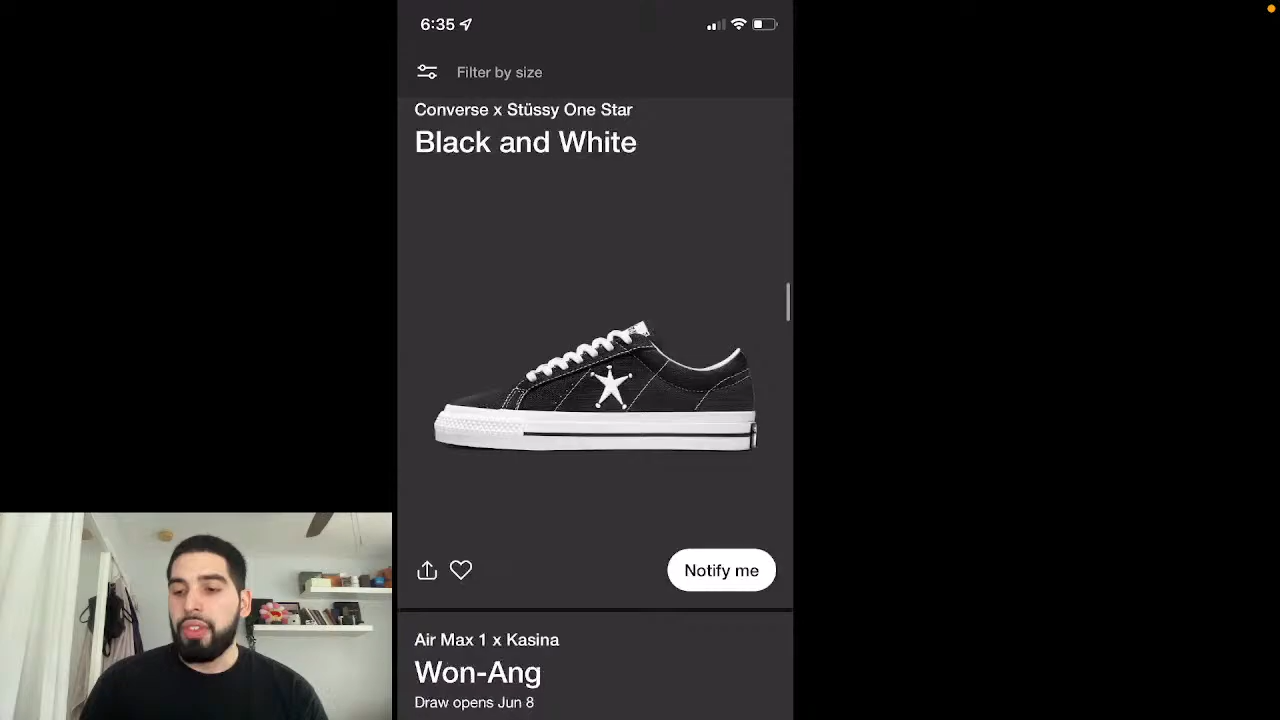 6:35
Filter by size
Converse x Stüssy One Star
Black and White
Notify me
Air Max 1 x Kasina
Won-Ang
Draw opens Jun 8